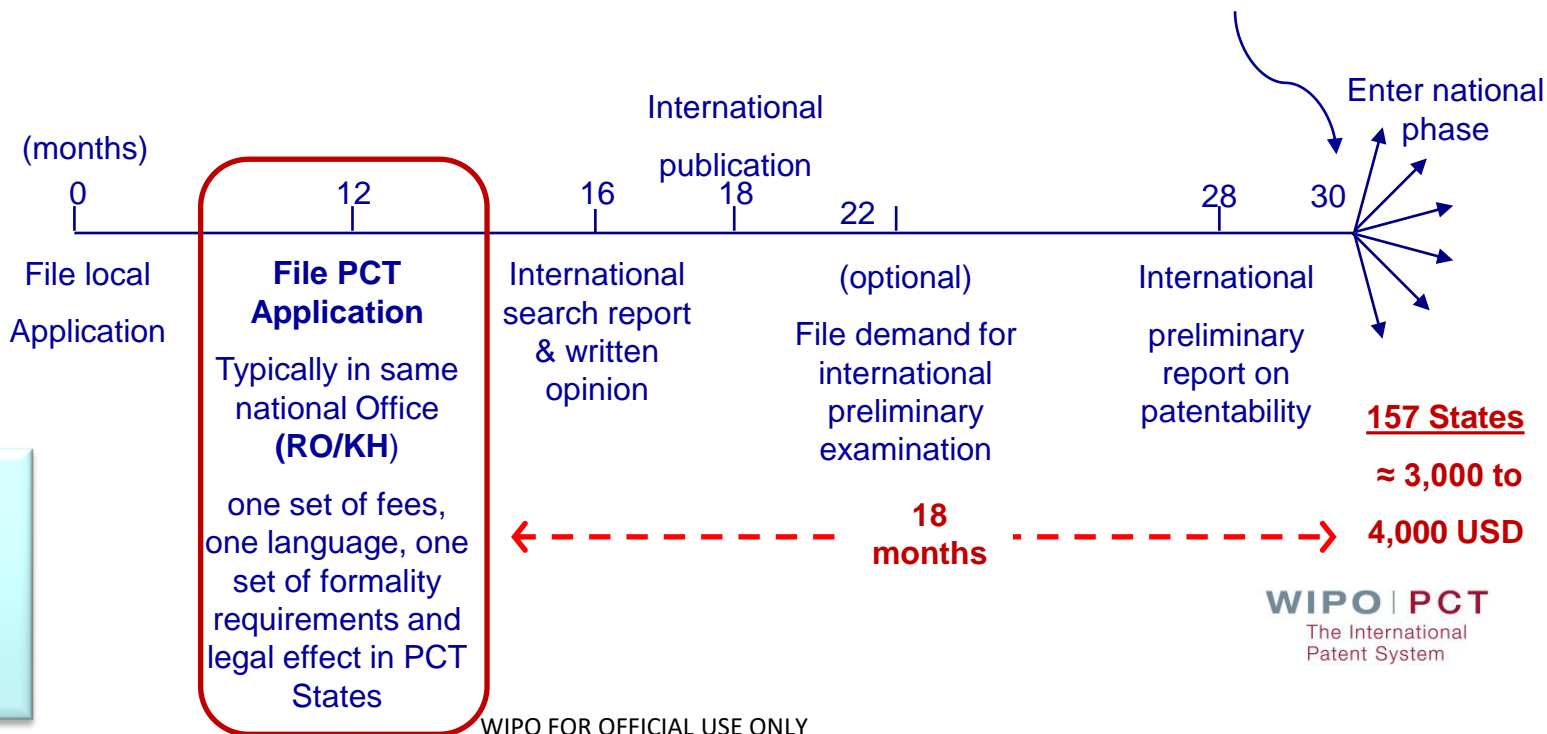 (months)
0
File local
Application
12
File PCT
Application
Typically in same
national Office
(RO/KH)
one set of fees,
one language, one
set of formality
requirements and
legal effect in PCT
States
16
International
search report
& written
opinion
International
publication
18
22
(optional)
File demand for
international
preliminary
examination
28
International
preliminary
report on
patentability
30
Enter national
phase
18
months
157 States
≈ 3,000 to
4,000 USD
WIPO | PCT
The International
Patent System
WIPO FOR OFFICIAL USE ONLY